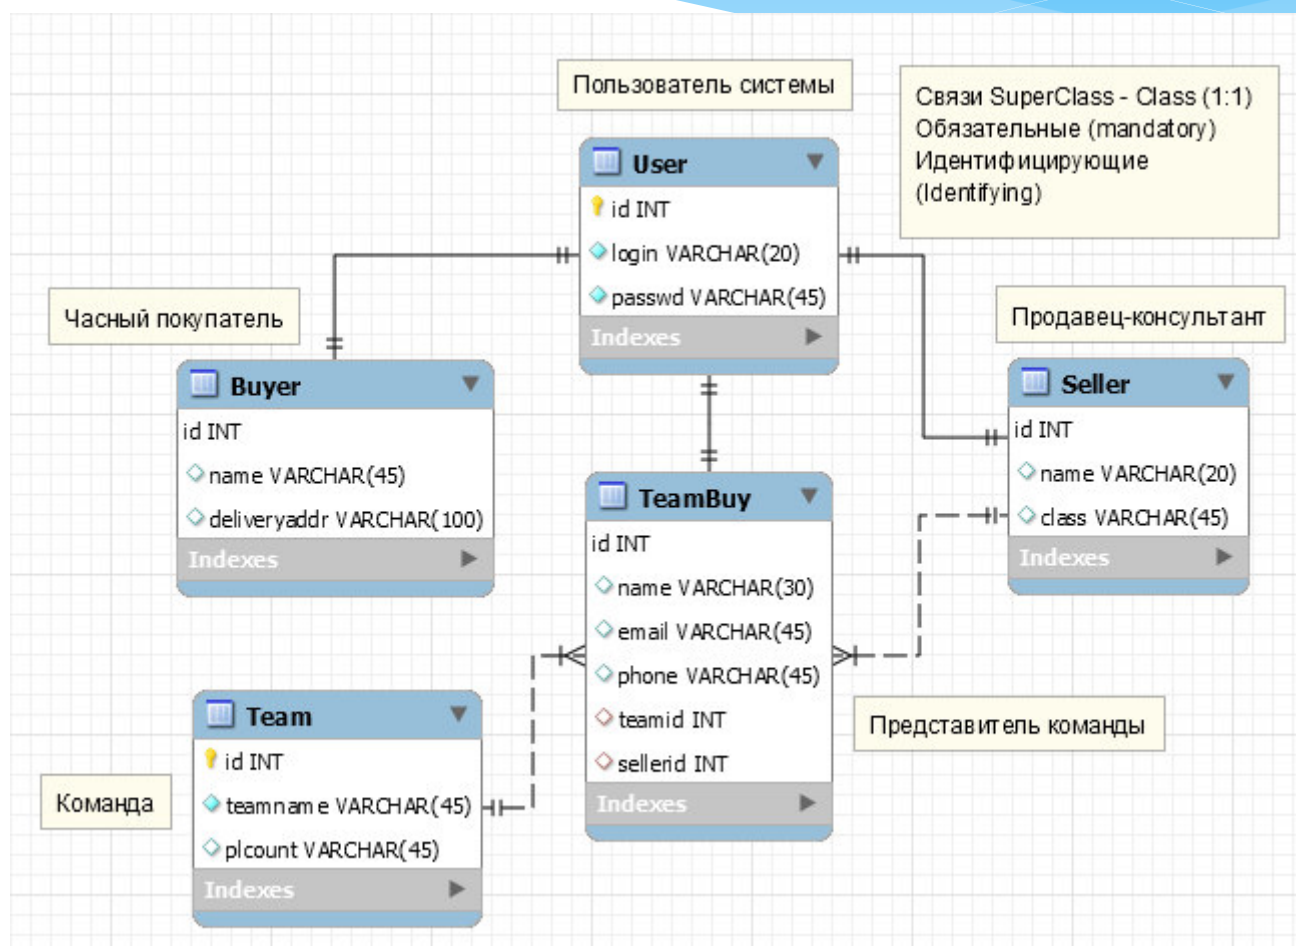 Пользователь системы
Связи SuperClass - Class (1:1)
Обязательные (mandatory)
Идентифицирующие
(Identifying)
User
id INT
login VARCHAR(20)
passwd VARCHAR(45)
Indexes
Часный покупатель
Продавец-консультант
Buyer
id INT
name VARCHAR(45)
deliveryaddr VARCHAR(100)
Indexes
Seller
id INT
name VARCHAR(20)
class VARCHAR(45)
Indexes
TeamBuy
id INT
name VARCHAR(30)
email VARCHAR(45)
phone VARCHAR(45)
teamid INT
sellerid INT
Indexes
Представитель команды
Команда
Team
id INT
teamname VARCHAR(45)
plcount VARCHAR(45)
Indexes